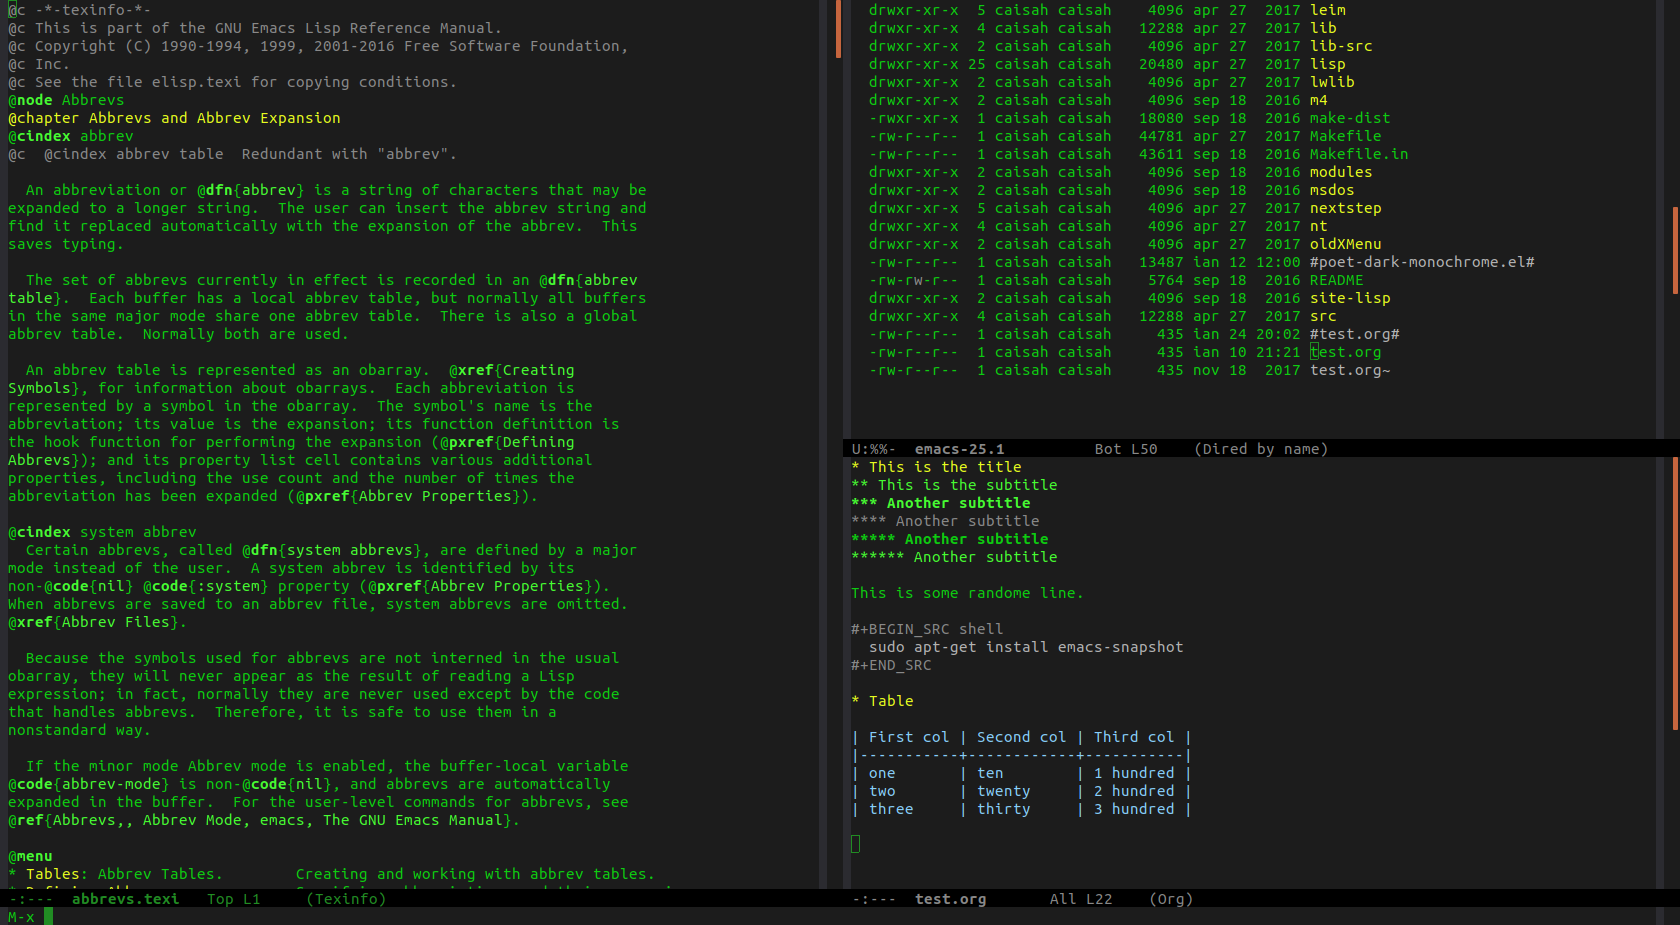 @c -*-texinfo-*-
@c This is part of the GNU Emacs Lisp Reference Manual.
@c Copyright (C) 1990-1994, 1999, 2001-2016 Free Software Foundation,
@c Inc.
@c See the file elisp.texi for copying conditions.
@node Abbrevs
@chapter Abbrevs and Abbrev Expansion
@cindex abbrev
@c  @cindex abbrev table  Redundant with "abbrev".

  An abbreviation or @dfn{abbrev} is a string of characters that may be
expanded to a longer string.  The user can insert the abbrev string and
find it replaced automatically with the expansion of the abbrev.  This
saves typing.

  The set of abbrevs currently in effect is recorded in an @dfn{abbrev
table}.  Each buffer has a local abbrev table, but normally all buffers
in the same major mode share one abbrev table.  There is also a global
abbrev table.  Normally both are used.

  An abbrev table is represented as an obarray.  @xref{Creating
Symbols}, for information about obarrays.  Each abbreviation is
represented by a symbol in the obarray.  The symbol's name is the
abbreviation; its value is the expansion; its function definition is
the hook function for performing the expansion (@pxref{Defining
Abbrevs}); and its property list cell contains various additional
properties, including the use count and the number of times the
abbreviation has been expanded (@pxref{Abbrev Properties}).

@cindex system abbrev
  Certain abbrevs, called @dfn{system abbrevs}, are defined by a major
mode instead of the user.  A system abbrev is identified by its
non-@code{nil} @code{:system} property (@pxref{Abbrev Properties}).
When abbrevs are saved to an abbrev file, system abbrevs are omitted.
@xref{Abbrev Files}.

  Because the symbols used for abbrevs are not interned in the usual
obarray, they will never appear as the result of reading a Lisp
expression; in fact, normally they are never used except by the code
that handles abbrevs.  Therefore, it is safe to use them in a
nonstandard way.

  If the minor mode Abbrev mode is enabled, the buffer-local variable
@code{abbrev-mode} is non-@code{nil}, and abbrevs are automatically
expanded in the buffer.  For the user-level commands for abbrevs, see
@ref{Abbrevs,, Abbrev Mode, emacs, The GNU Emacs Manual}.

@menu
* Tables: Abbrev Tables.        Creating and working with abbrev tables.
-:---  abbrevs.texi   Top L1     (Texinfo)
M-x
drwxr-xr-x  5 caisah caisah    4096 apr 27  2017 leim
drwxr-xr-x  4 caisah caisah   12288 apr 27  2017 lib
drwxr-xr-x  2 caisah caisah    4096 apr 27  2017 lib-src
drwxr-xr-x 25 caisah caisah   20480 apr 27  2017 lisp
drwxr-xr-x  2 caisah caisah    4096 apr 27  2017 lwlib
drwxr-xr-x  2 caisah caisah    4096 sep 18  2016 m4
-rwxr-xr-x  1 caisah caisah   18080 sep 18  2016 make-dist
-rw-r--r--  1 caisah caisah   44781 apr 27  2017 Makefile
-rw-r--r--  1 caisah caisah   43611 sep 18  2016 Makefile.in
drwxr-xr-x  2 caisah caisah    4096 sep 18  2016 modules
drwxr-xr-x  2 caisah caisah    4096 sep 18  2016 msdos
drwxr-xr-x  5 caisah caisah    4096 apr 27  2017 nextstep
drwxr-xr-x  4 caisah caisah    4096 apr 27  2017 nt
drwxr-xr-x  2 caisah caisah    4096 apr 27  2017 oldXMenu
-rw-r--r--  1 caisah caisah   13487 ian 12 12:00 #poet-dark-monochrome.el#
-rw-rw-r--  1 caisah caisah    5764 sep 18  2016 README
drwxr-xr-x  2 caisah caisah    4096 sep 18  2016 site-lisp
drwxr-xr-x  4 caisah caisah   12288 apr 27  2017 src
-rw-r--r--  1 caisah caisah     435 ian 24 20:02 #test.org#
-rw-r--r--  1 caisah caisah     435 ian 10 21:21 test.org
-rw-r--r--  1 caisah caisah     435 nov 18  2017 test.org~
U:%%-  emacs-25.1          Bot L50    (Dired by name)
* This is the title
** This is the subtitle
*** Another subtitle
**** Another subtitle
***** Another subtitle
****** Another subtitle

This is some randome line.

#+BEGIN_SRC shell
  sudo apt-get install emacs-snapshot
#+END_SRC

* Table

| First col | Second col | Third col |
|-----------+------------+-----------|
| one       | ten        | 1 hundred |
| two       | twenty     | 2 hundred |
| three     | thirty     | 3 hundred |

-:---  test.org       All L22    (Org)